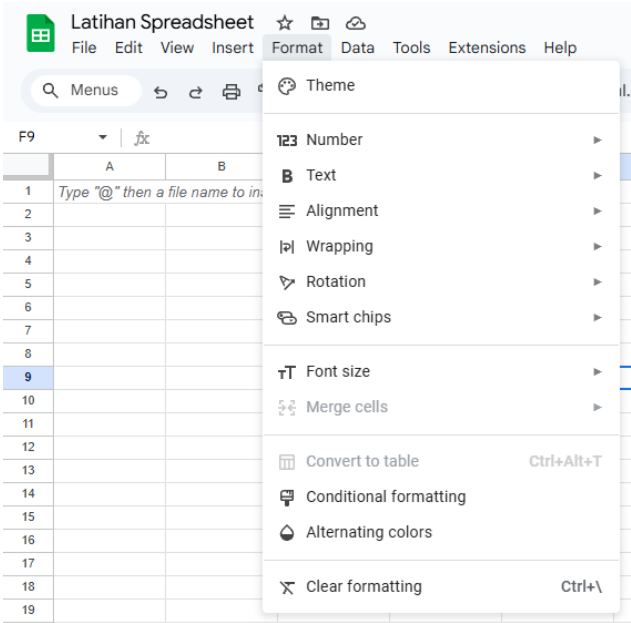 Latihan Spreadsheet
File Edit View Insert Format Data Tools Extensions Help
Menus
F9 fx
A B
Theme
123 Number
B Text
Alignment
Wrapping
Rotation
Smart chips
Font size
Merge cells
Convert to table Ctrl+Alt+T
Conditional formatting
Alternating colors
Clear formatting Ctrl+\
1 Type "@" then a file name to
2
3
4
5
6
7
8
9
10
11
12
13
14
15
16
17
18
19